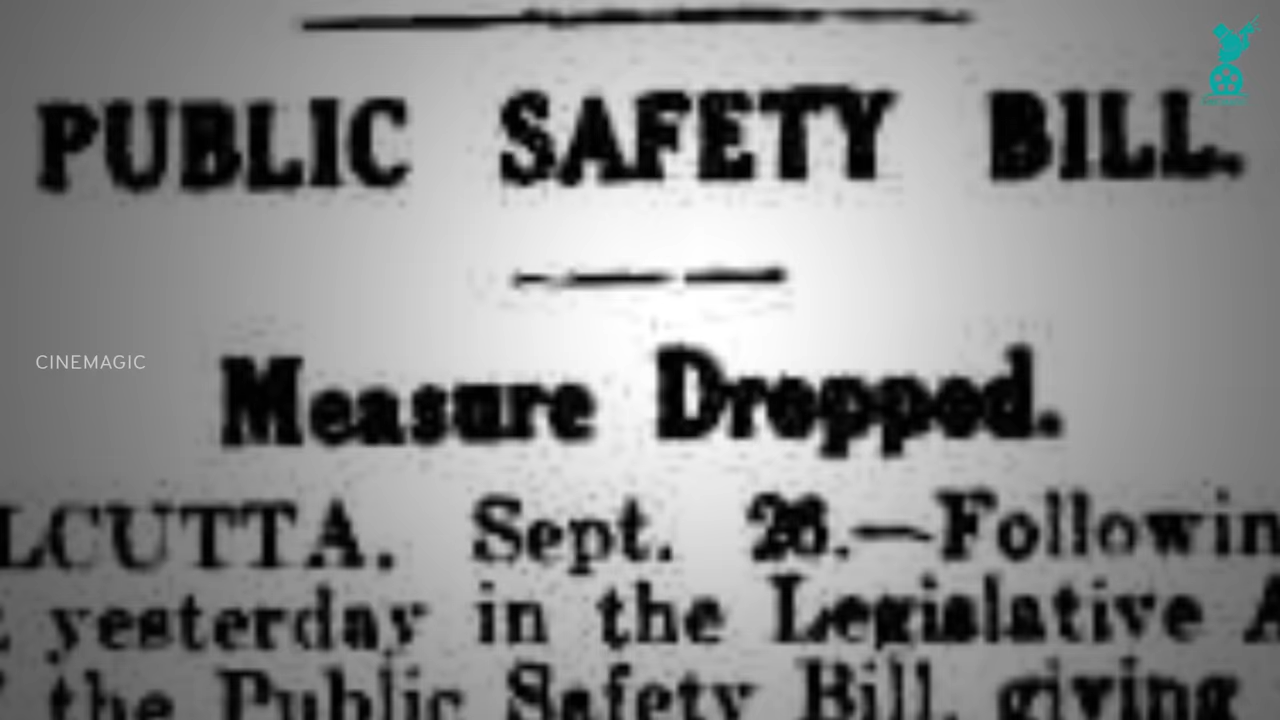 PUBLIC SAFETY BILL.
CINEMAGIC
Measure Dropped.
LCUTTA. Sept. 26.—Followin
yesterday in the Legislative A
the Public Safety Bill, giving